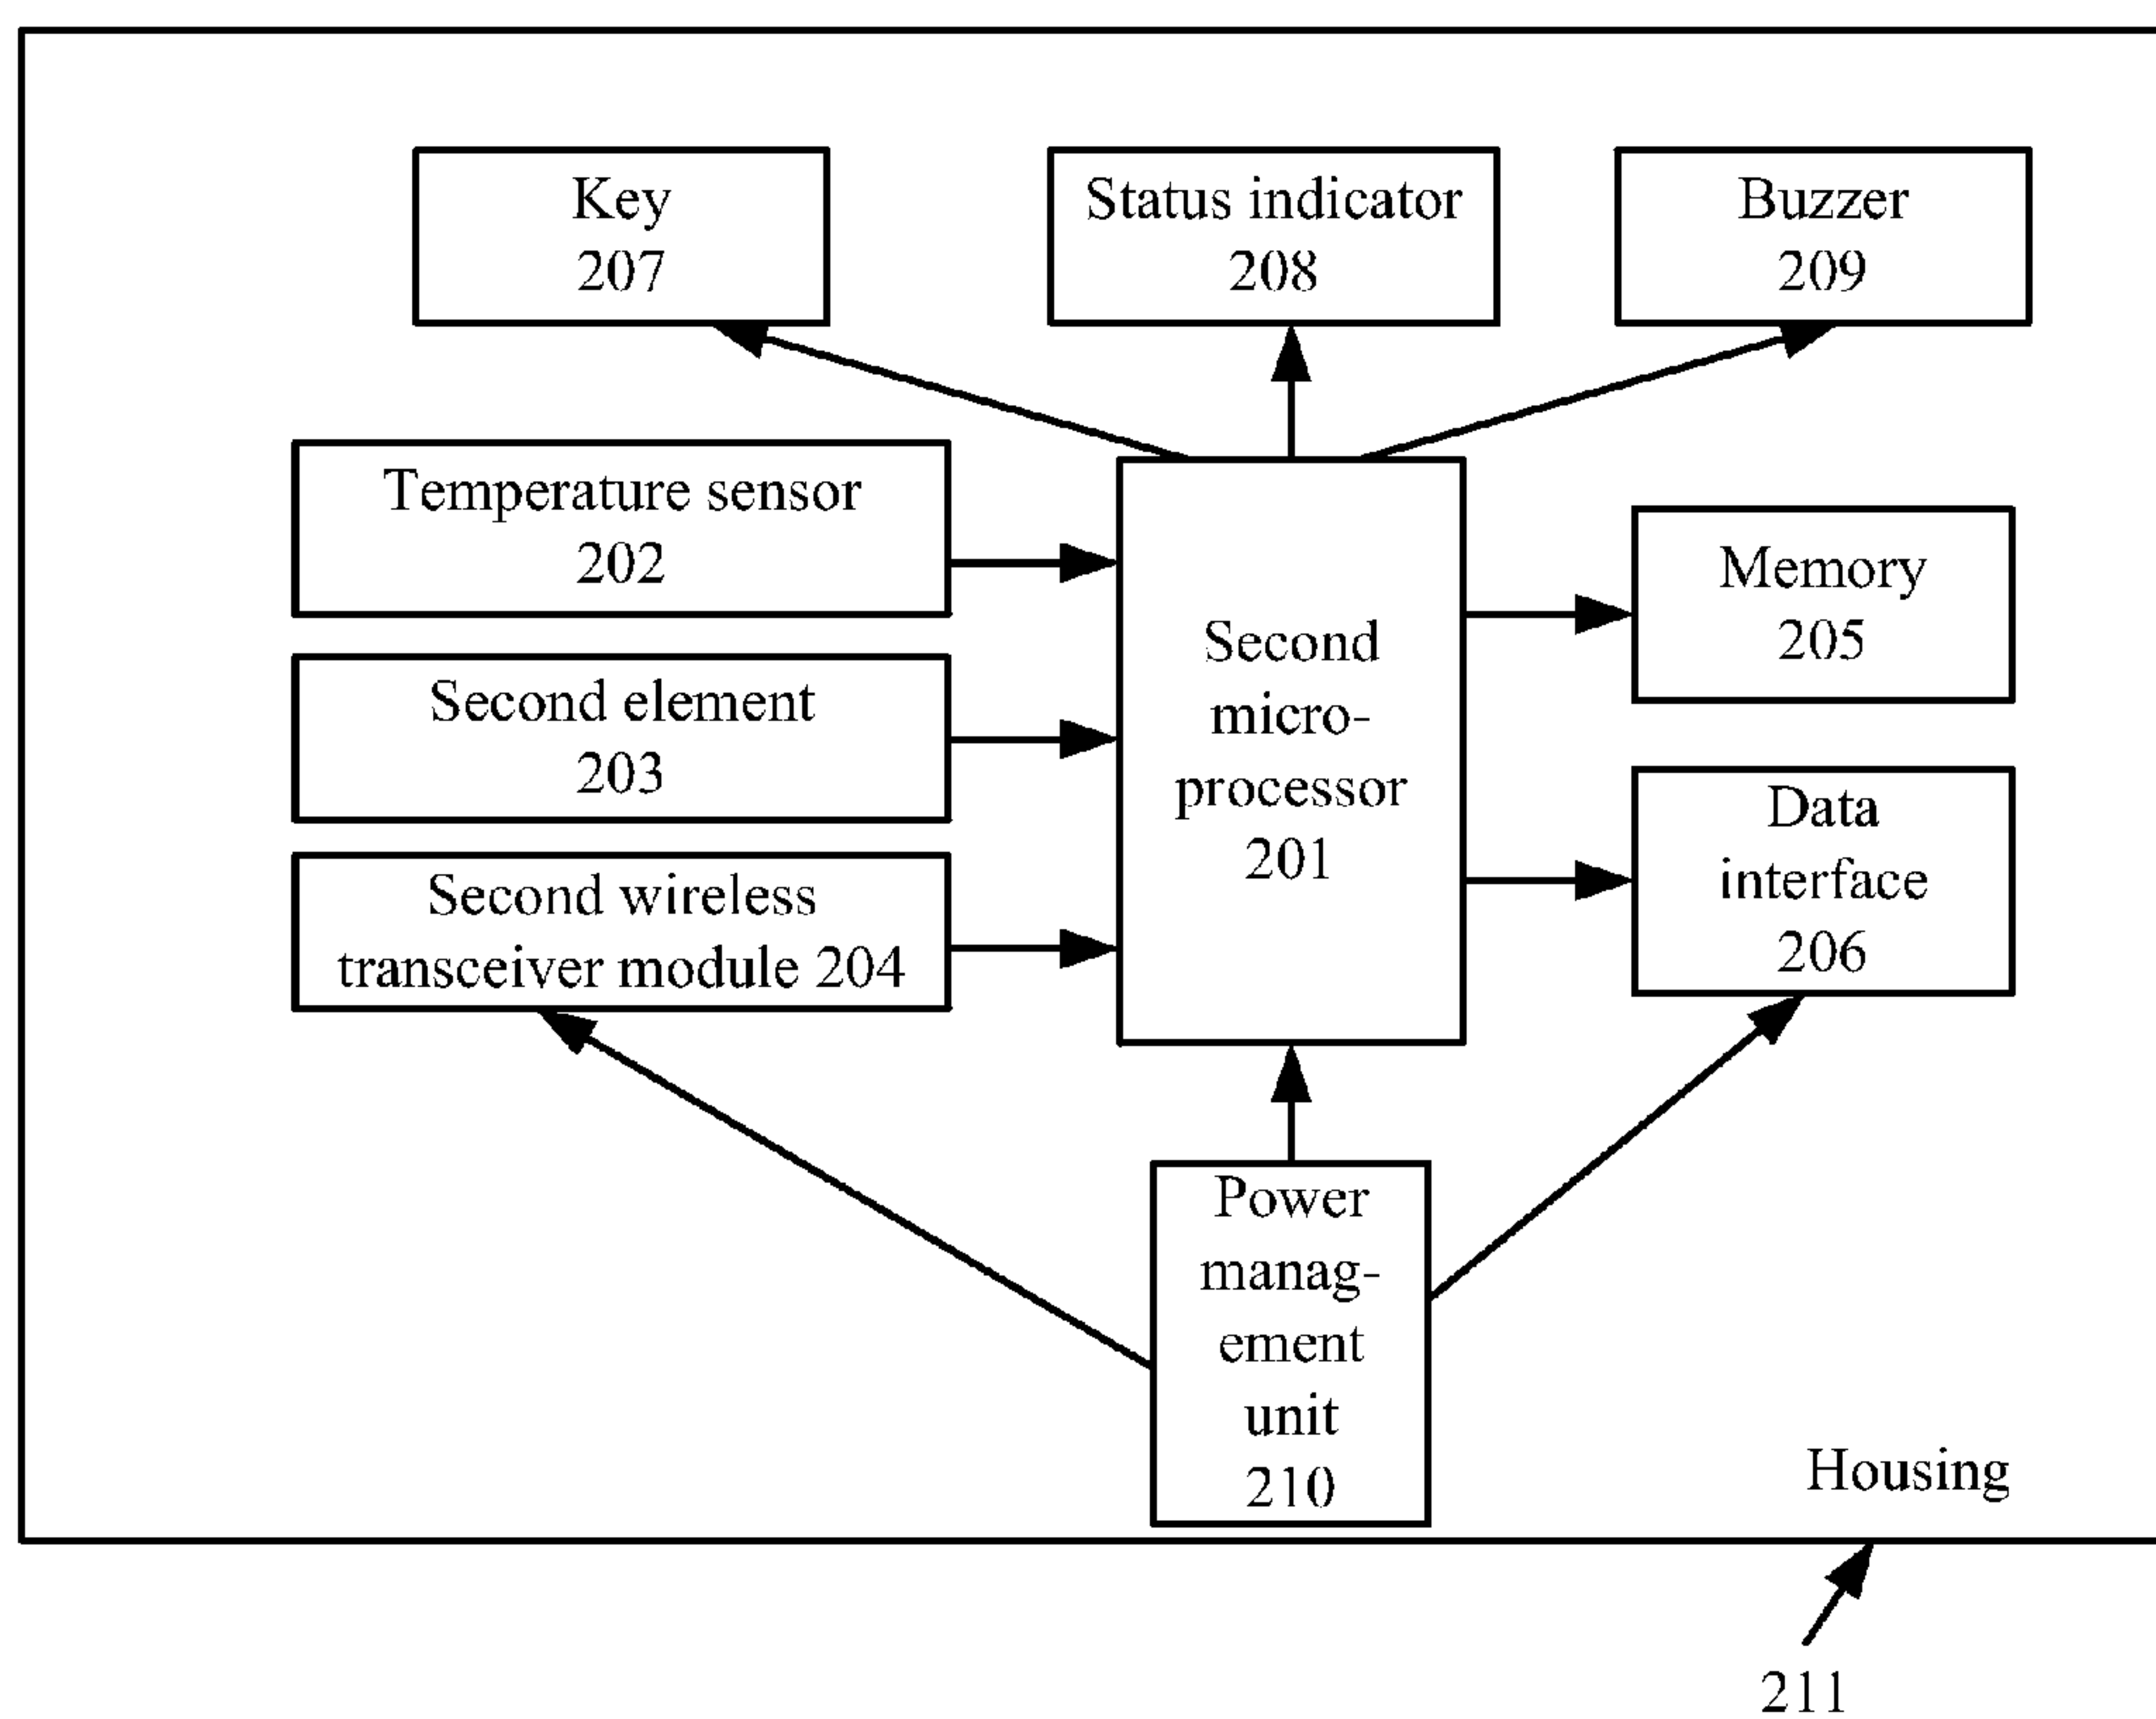 Key
207
Status indicator
208
Buzzer
209
Temperature sensor
202
Second element
203
Second wireless
transceiver module 204
Second
micro-
processor
201
Memory
205
Data
interface
206
Power
manag-
ement
unit
210
Housing
211